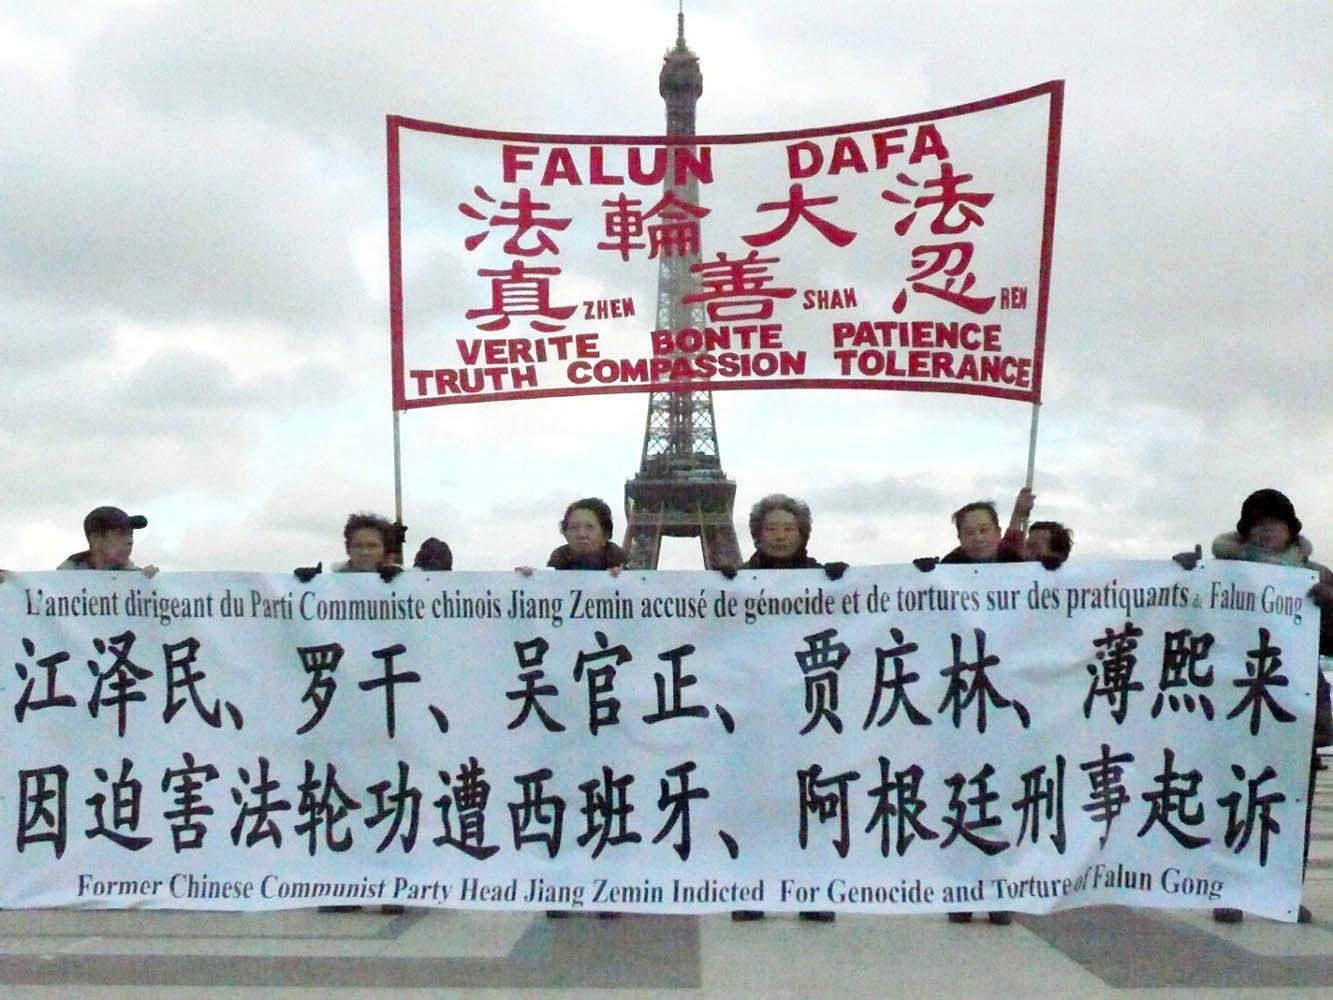 FALUN DAFA
法輪大法
真 ZHEN 善 SHAN 忍 REN
VERITE BONTE PATIENCE
TRUTH COMPASSION TOLERANCE
L'ancient dirigeant du Parti Communiste chinois Jiang Zemin accusé de génocide et de tortures sur des pratiquants de Falun Gong
江泽民、罗干、吴官正、贾庆林、薄熙来
因迫害法轮功遭西班牙、阿根廷刑事起诉
Former Chinese Communist Party Head Jiang Zemin Indicted For Genocide and Torture of Falun Gong